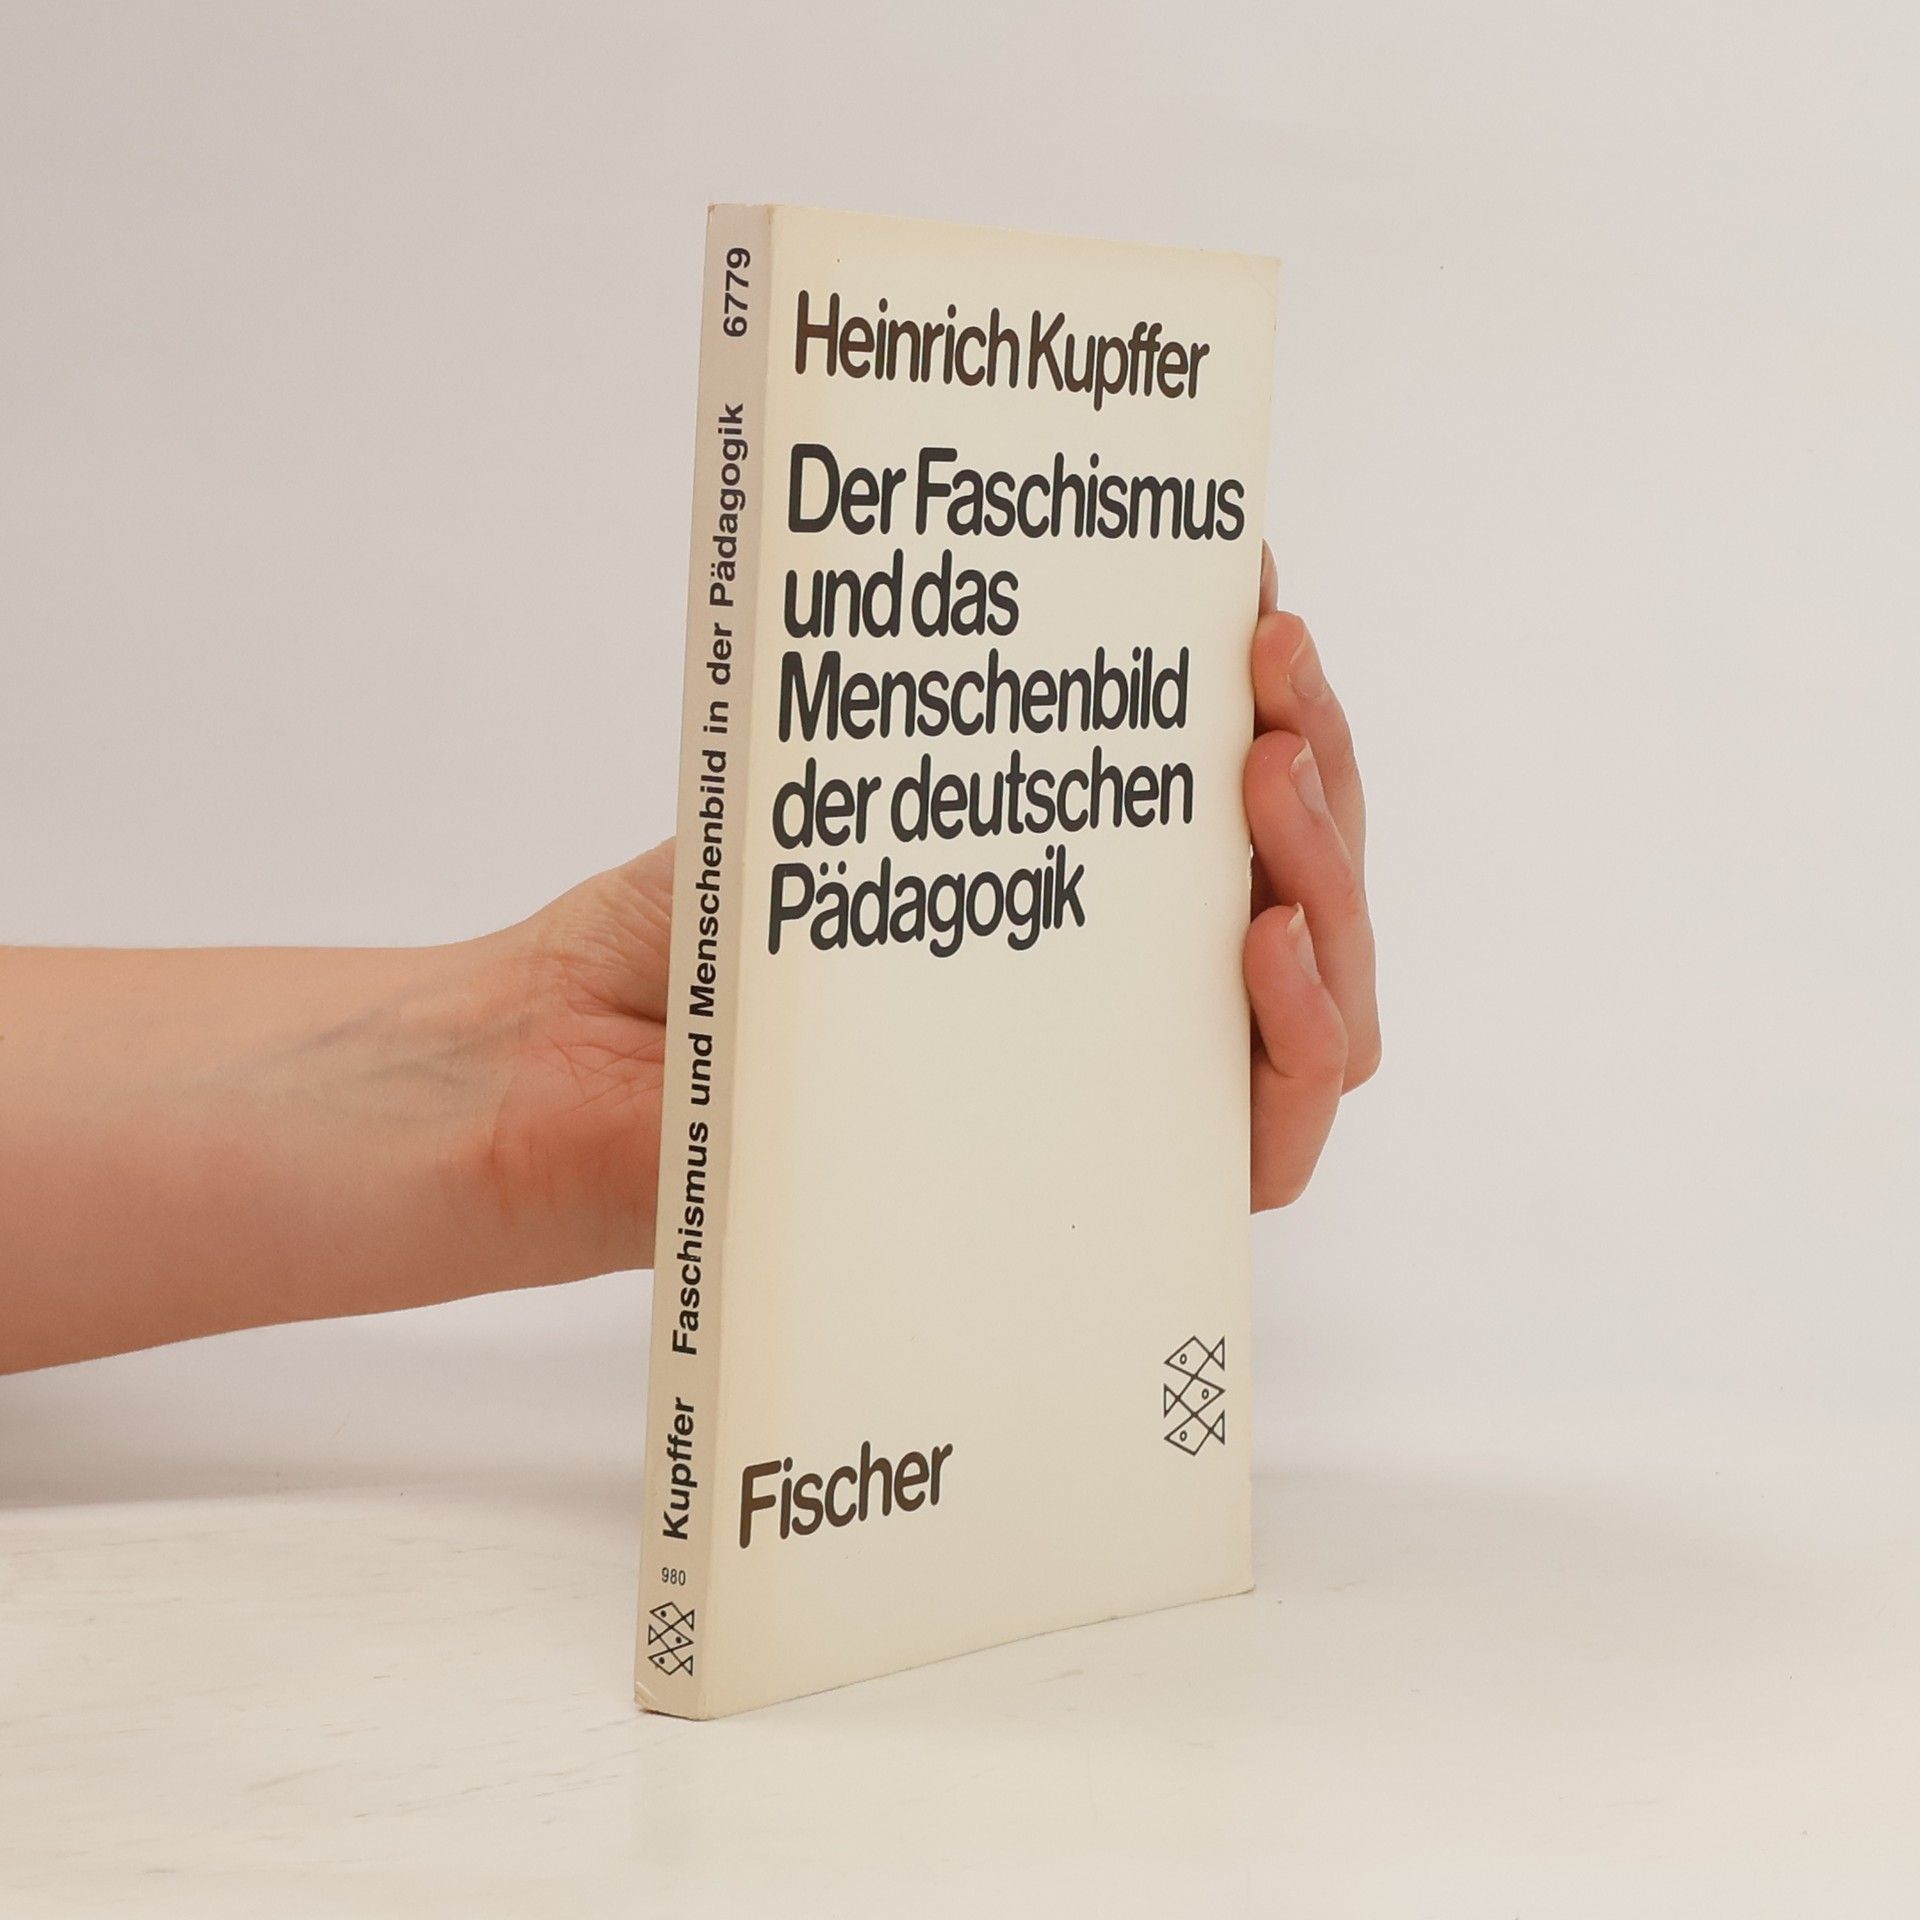 Heinrich Kupffer
Der Faschismus
und das
Menschenbild
der deutschen
Pädagogik
Fischer
980 Kupffer Faschismus und Menschenbild in der Pädagogik 6779